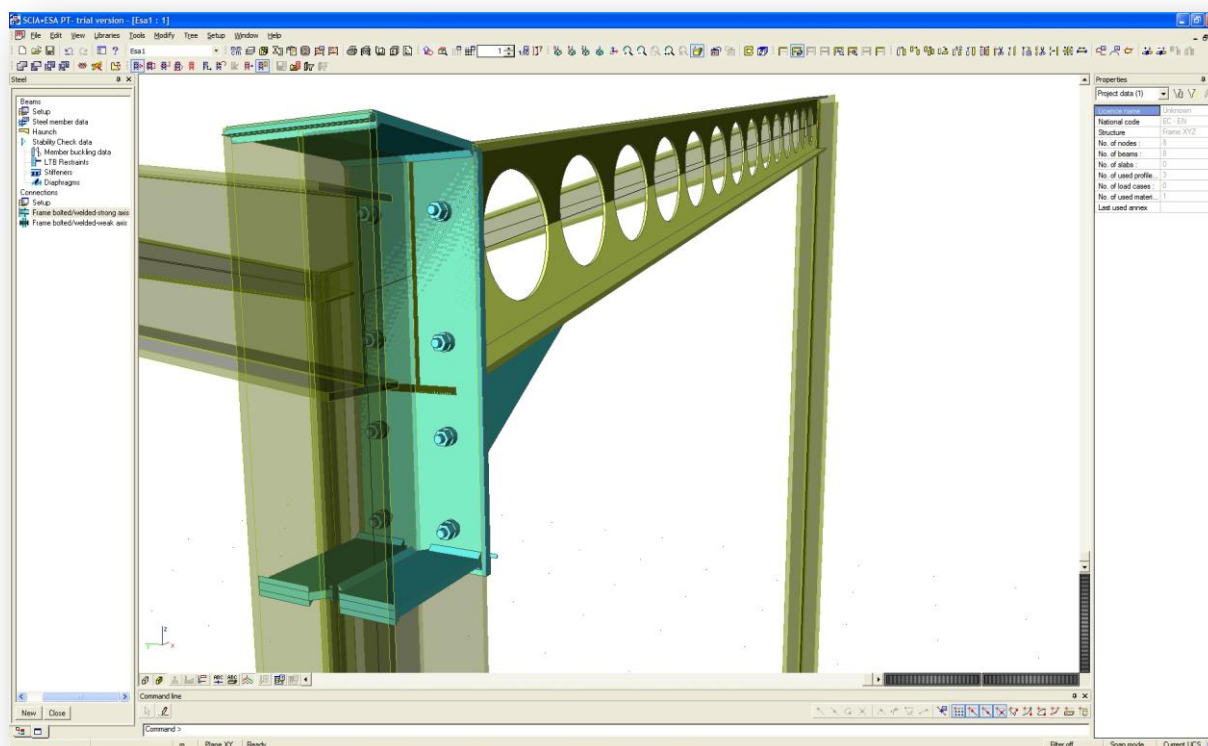 SCIA•ESA PT- trial version - [Esa1 : 1]
File Edit View Libraries Tools Modify Tree Setup Window Help
Esa1
1
Steel
Beams
Setup
Steel member data
Haunch
Stability Check data
Member buckling data
LTB Restraints
Stiffeners
Diaphragms
Connections
Setup
Frame bolted/welded-strong axis
Frame bolted/welded-weak axis
New Close
z
y x
Properties
Project data (1)
Licence name Unknown
National code EC - EN
Structure Frame XYZ
No. of nodes : 8
No. of beams : 8
No. of slabs : 0
No. of used profile... 3
No. of load cases : 0
No. of used materi... 1
Last used annex
Command line
Command >
m Plane XY Ready Filter off Snap mode Current UCS